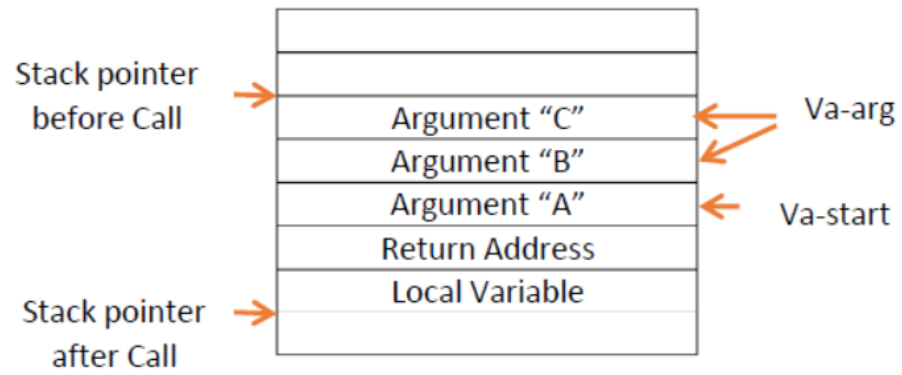 Stack pointer
before Call
Argument “C”
Va-arg
Argument “B”
Argument “A”
Va-start
Return Address
Local Variable
Stack pointer
after Call